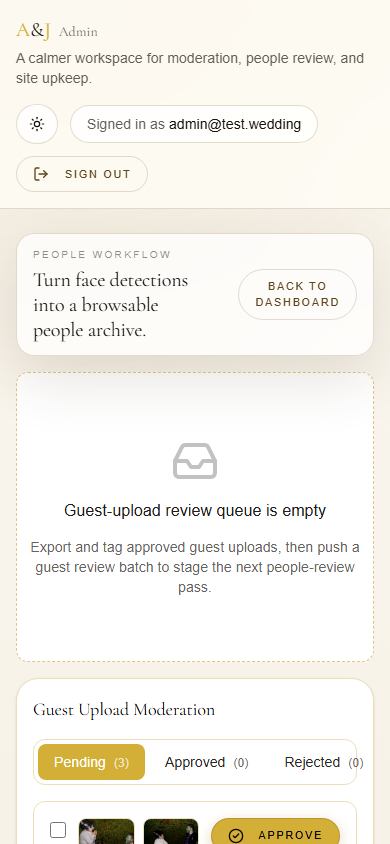 A&J Admin
A calmer workspace for moderation, people review, and
site upkeep.
Signed in as admin@test.wedding
SIGN OUT
PEOPLE WORKFLOW
Turn face detections
into a browsable
people archive.
BACK TO
DASHBOARD
Guest-upload review queue is empty
Export and tag approved guest uploads, then push a
guest review batch to stage the next people-review
pass.
Guest Upload Moderation
Pending (3) Approved (0) Rejected (0)
APPROVE